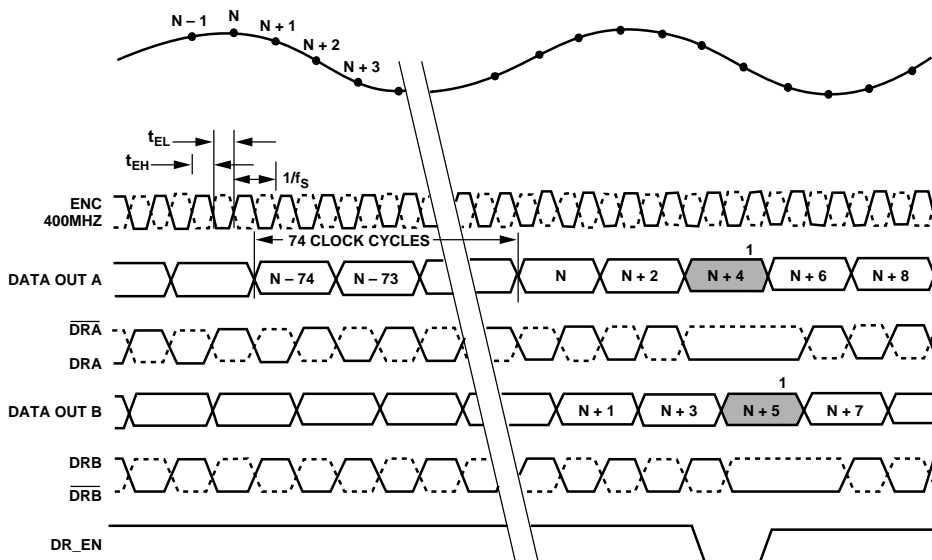 N – 1 N N + 1 N + 2 N + 3
tEL
tEH
1/fS
ENC
400MHZ
74 CLOCK CYCLES
1
DATA OUT A N – 74 N – 73 N N + 2 N + 4 N + 6 N + 8
DRA
DRA
1
DATA OUT B N + 1 N + 3 N + 5 N + 7
DRB
DRB
DR_EN